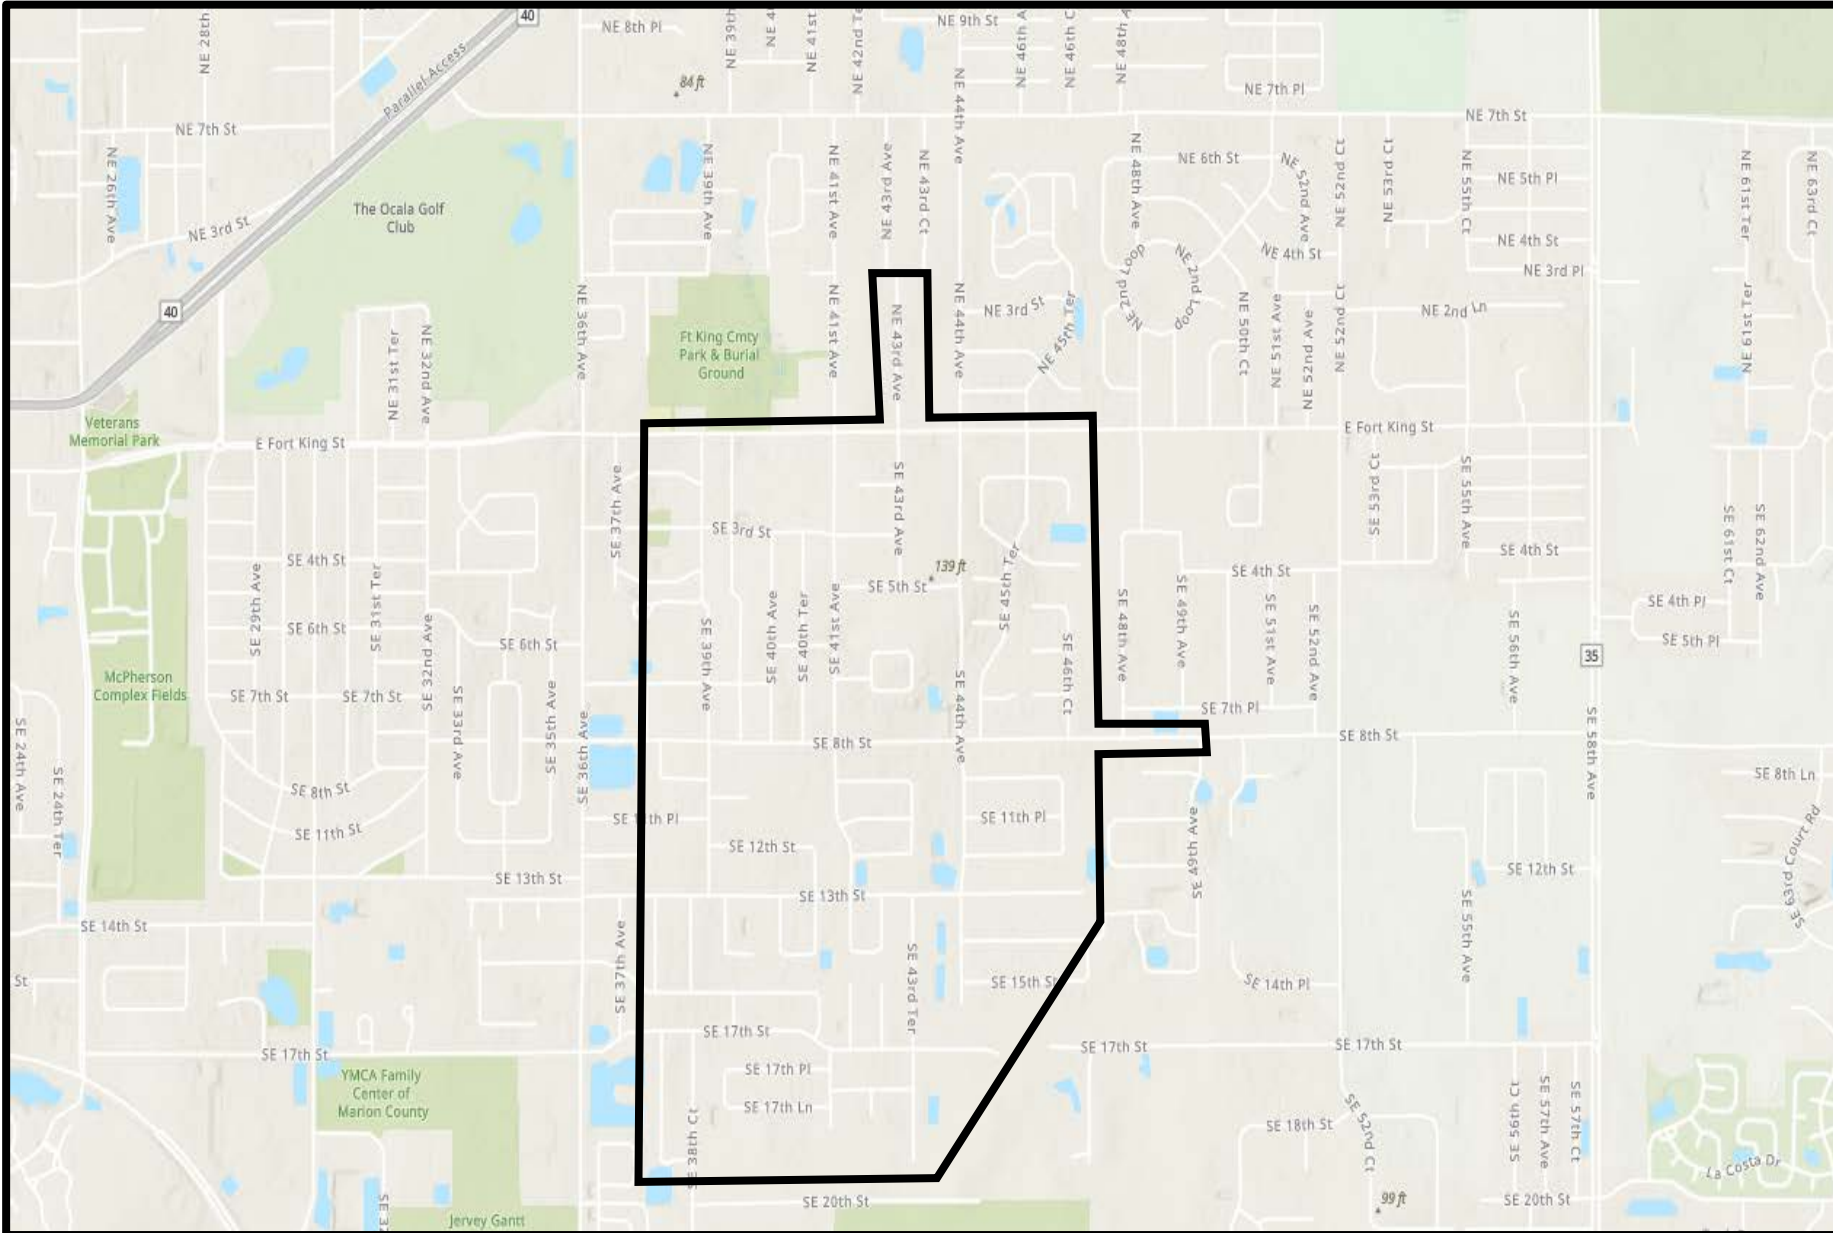 40
NE 8th Pl
NE 9th St
NE 28th
NE 39th
NE 41st
NE 42nd Te
NE 46th A
NE 46th C
NE 48th A
Parallel Access
84 ft
NE 7th Pl
NE 7th St
NE 7th St
NE 44th Ave
NE 26th Ave
NE 39th Ave
NE 41st Ave
NE 43rd Ave
NE 43rd Ct
NE 48th Ave
NE 6th St
NE 52nd Ave
NE 52nd Ct
NE 53rd Ct
NE 55th Ct
NE 5th Pl
NE 61st Ter
NE 63rd Ct
The Ocala Golf
Club
NE 3rd St
NE 4th St
NE 4th St
NE 3rd Pl
NE 2nd Loop
NE 2nd Loop
40
NE 36th Ave
NE 41st Ave
NE 43rd Ave
NE 44th Ave
NE 3rd St
NE 45th Ter
NE 50th Ct
NE 51st Ave
NE 52nd Ave
NE 52nd Ct
NE 2nd Ln
NE 61st Ter
NE 31st Ter
NE 32nd Ave
Ft King Cmty
Park & Burial
Ground
Veterans
Memorial Park
E Fort King St
E Fort King St
SE 37th Ave
SE 43rd Ave
SE 53rd Ct
SE 55th Ave
SE 61st Ct
SE 62nd Ave
SE 3rd St
SE 4th St
SE 4th St
SE 4th St
139 ft
SE 5th St
SE 45th Ter
SE 29th Ave
SE 31st Ter
SE 32nd Ave
SE 6th St
SE 6th St
SE 39th Ave
SE 40th Ave
SE 40th Ter
SE 41st Ave
SE 46th Ct
SE 48th Ave
SE 49th Ave
SE 51st Ave
SE 52nd Ave
SE 56th Ave
35
SE 4th Pl
SE 5th Pl
McPherson
Complex Fields
SE 7th St
SE 7th St
SE 33rd Ave
SE 35th Ave
SE 36th Ave
SE 44th Ave
SE 7th Pl
SE 8th St
SE 8th St
SE 58th Ave
SE 24th Ave
SE 24th Ter
SE 8th St
SE 8th Ln
SE 11th St
SE 11th Pl
SE 11th Pl
SE 12th St
SE 49th Ave
SE 12th St
SE 63rd Court Rd
SE 13th St
SE 13th St
SE 14th St
SE 37th Ave
SE 43rd Ter
SE 55th Ave
St
SE 15th St
SE 14th Pl
SE 17th St
SE 17th St
SE 17th St
SE 17th St
YMCA Family
Center of
Marion County
SE 17th Pl
SE 17th Ln
SE 38th Ct
SE 18th St
SE 52nd Ct
SE 56th Ct
SE 57th Ave
SE 57th Ct
La Costa Dr
SE 20th St
99 ft
SE 20th St
Jervey Gantt